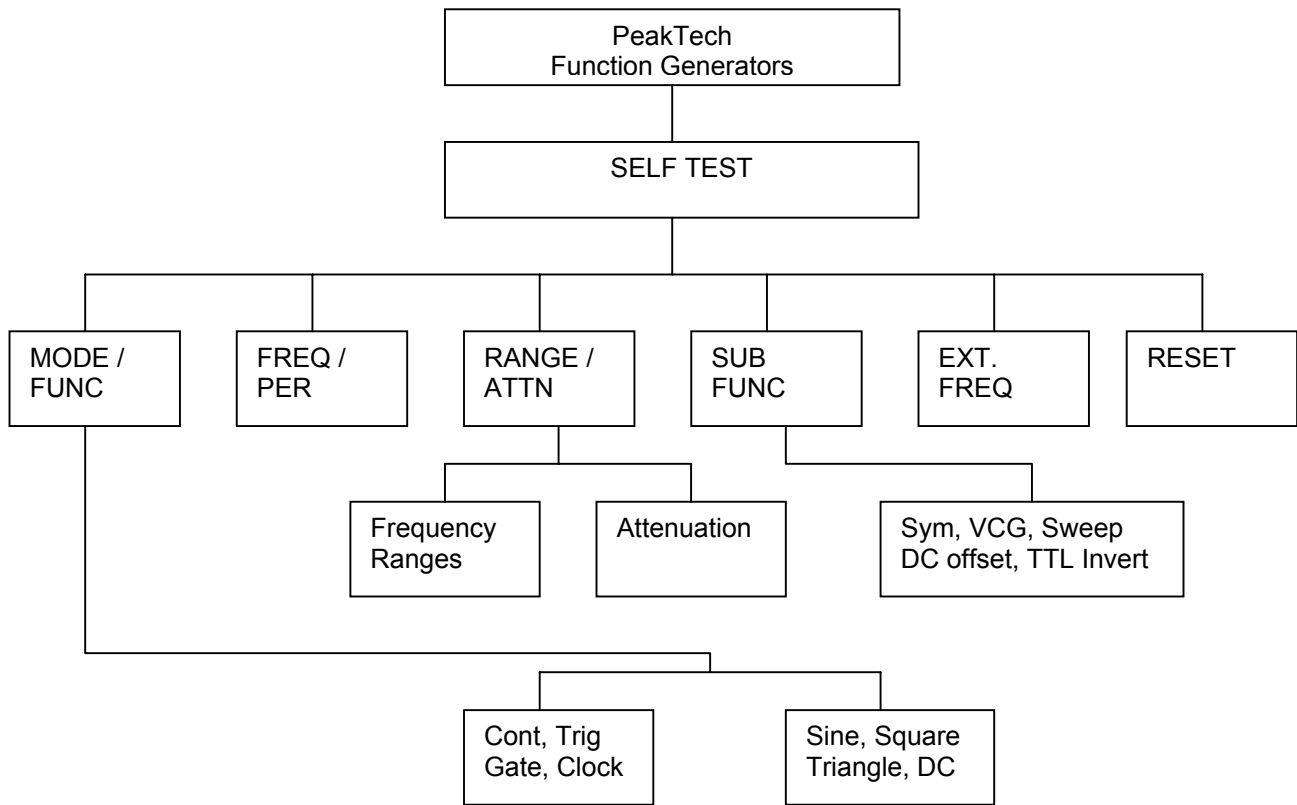 PeakTech
Function Generators
SELF TEST
MODE /
FUNC
FREQ /
PER
RANGE /
ATTN
SUB
FUNC
EXT.
FREQ
RESET
Frequency
Ranges
Attenuation
Sym, VCG, Sweep
DC offset, TTL Invert
Cont, Trig
Gate, Clock
Sine, Square
Triangle, DC